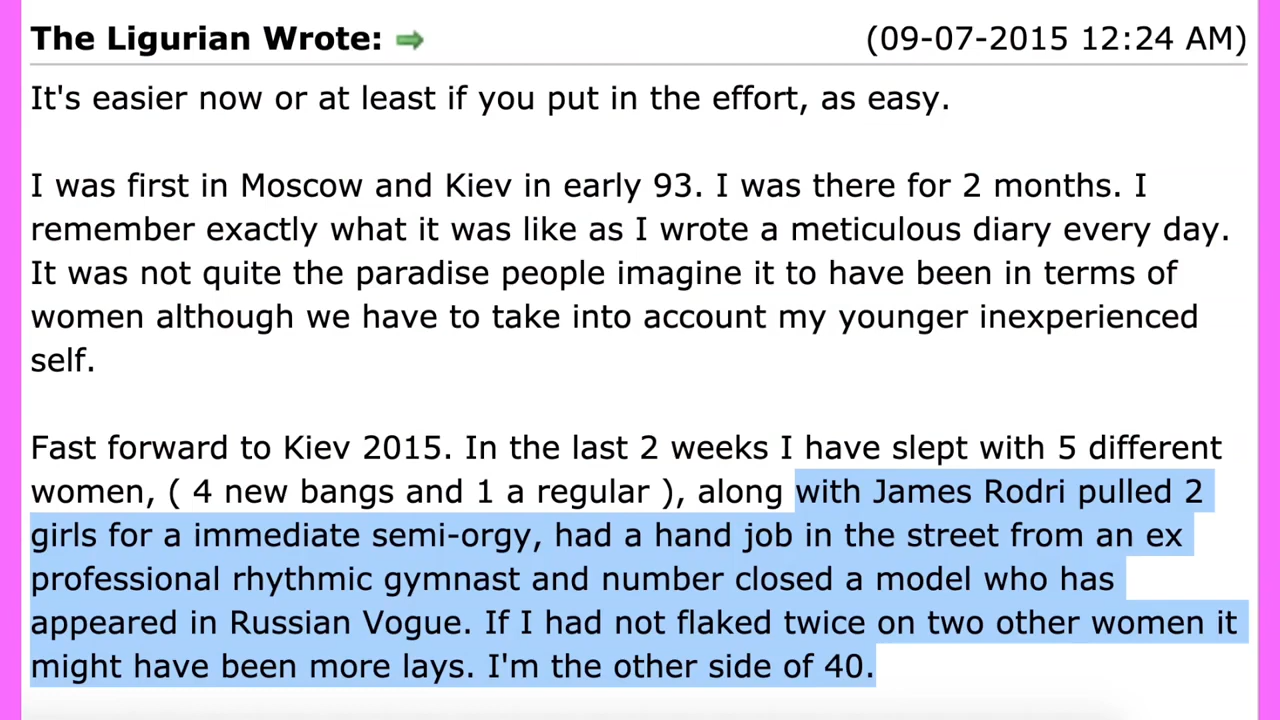 The Ligurian Wrote:
(09-07-2015 12:24 AM)
It's easier now or at least if you put in the effort, as easy.
I was first in Moscow and Kiev in early 93. I was there for 2 months. I
remember exactly what it was like as I wrote a meticulous diary every day.
It was not quite the paradise people imagine it to have been in terms of
women although we have to take into account my younger inexperienced
self.
Fast forward to Kiev 2015. In the last 2 weeks I have slept with 5 different
women, ( 4 new bangs and 1 a regular ), along with James Rodri pulled 2
girls for a immediate semi-orgy, had a hand job in the street from an ex
professional rhythmic gymnast and number closed a model who has
appeared in Russian Vogue. If I had not flaked twice on two other women it
might have been more lays. I'm the other side of 40.